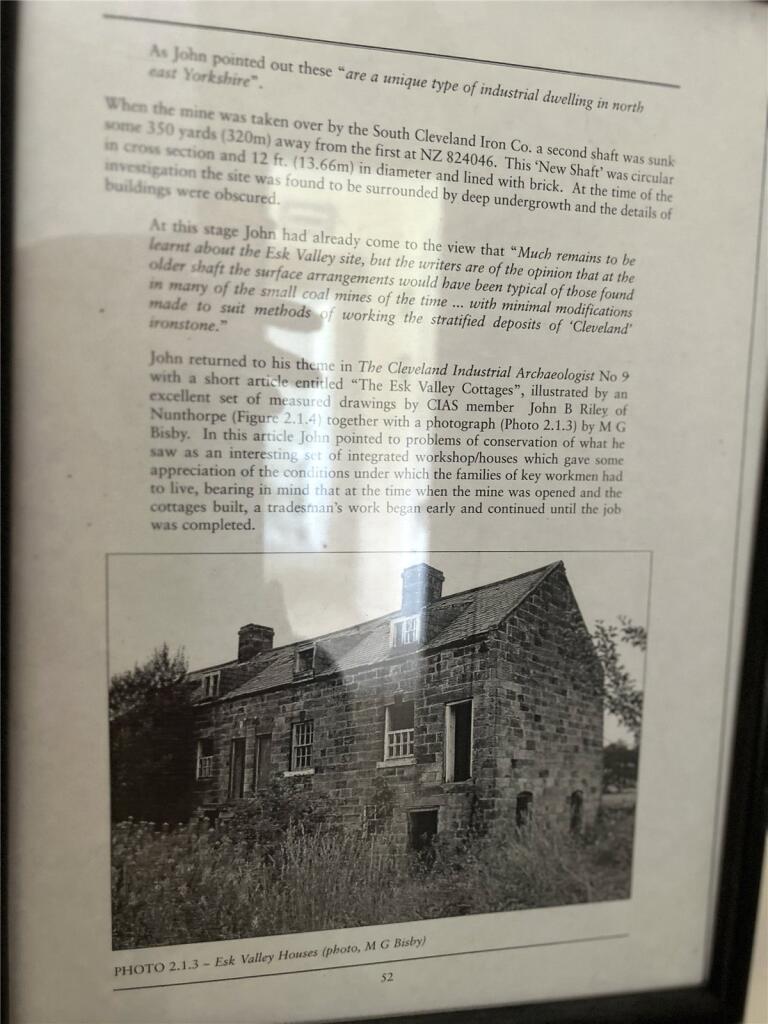 As John pointed out these "are a unique type of industrial dwelling in north
east Yorkshire".
When the mine was taken over by the South Cleveland Iron Co. a second shaft was sunk
some 350 yards (320m) away from the first at NZ 824046. This 'New Shaft' was circular
in cross section and 12 ft. (13.66m) in diameter and lined with brick. At the time of the
investigation the site was found to be surrounded by deep undergrowth and the details of
buildings were obscured.
At this stage John had already come to the view that "Much remains to be
learnt about the Esk Valley site, but the writers are of the opinion that at the
older shaft the surface arrangements would have been typical of those found
in many of the small coal mines of the time ... with minimal modifications
made to suit methods of working the stratified deposits of 'Cleveland'
ironstone."
John returned to his theme in The Cleveland Industrial Archaeologist No 9
with a short article entitled "The Esk Valley Cottages", illustrated by an
excellent set of measured drawings by CIAS member John B Riley of
Nunthorpe (Figure 2.1.4) together with a photograph (Photo 2.1.3) by M G
Bisby. In this article John pointed to problems of conservation of what he
saw as an interesting set of integrated workshop/houses which gave some
appreciation of the conditions under which the families of key workmen had
to live, bearing in mind that at the time when the mine was opened and the
cottages built, a tradesman's work began early and continued until the job
was completed.
PHOTO 2.1.3 – Esk Valley Houses (photo, M G Bisby)
52